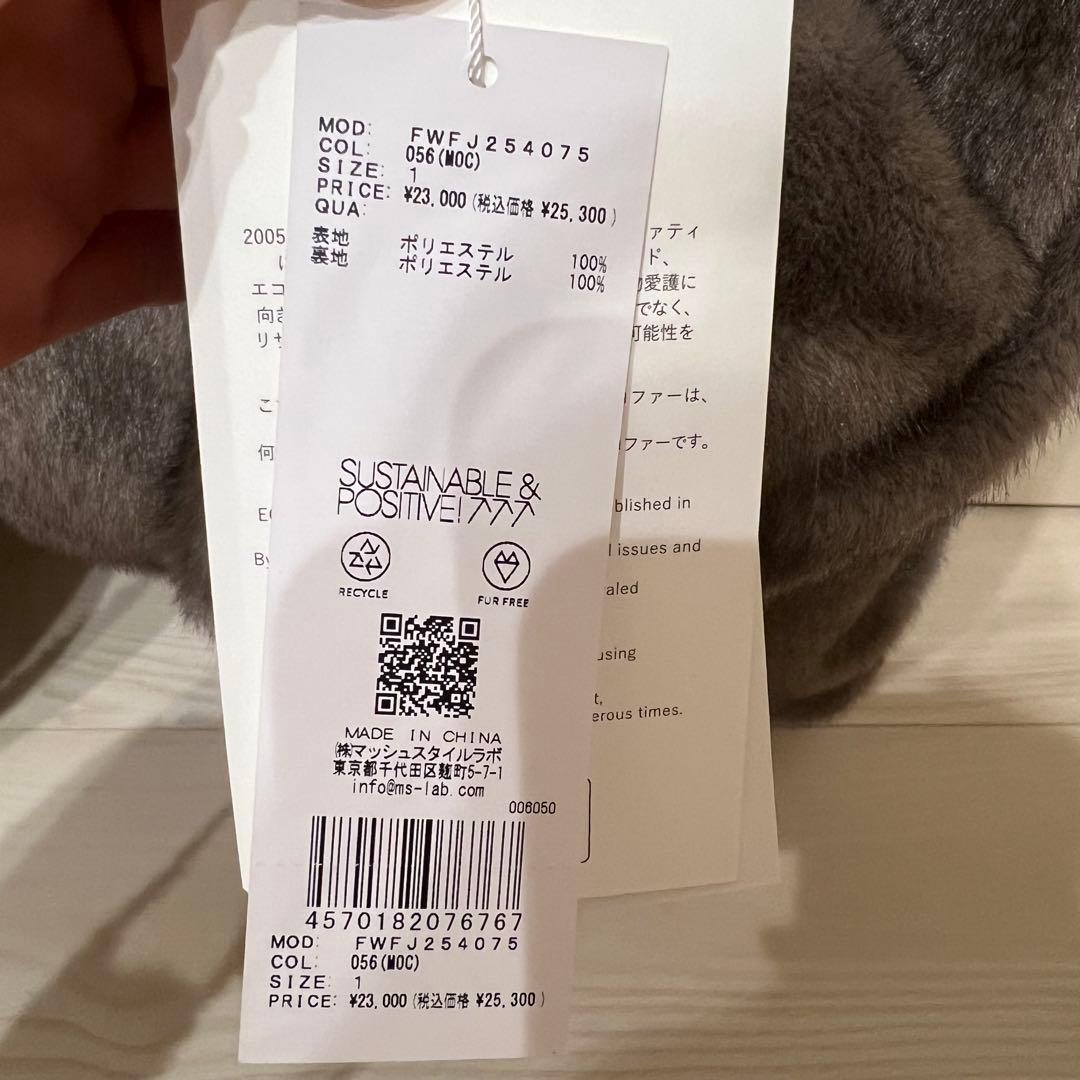 MOD: FWFJ254075
COL: 056(MOC)
SIZE: 1
PRICE: ¥23,000 (税込価格 ¥25,300 )
QUA:
表地 ポリエステル 100%
裏地 ポリエステル 100%
SUSTAINABLE &
POSITIVE!
RECYCLE
FUR FREE
MADE IN CHINA
㈱マッシュスタイルラボ
東京都千代田区麹町5-7-1
info@ms-lab.com
006050
4570182076767
MOD: FWFJ254075
COL: 056(MOC)
SIZE: 1
PRICE: ¥23,000 (税込価格 ¥25,300 )
2005
ァティ
ド、
エコ
愛護に
向き
でなく、
リサ
可能性を
ファーは、
何
ファーです。
blished in
issues and
By
aled
using
t,
erous times.